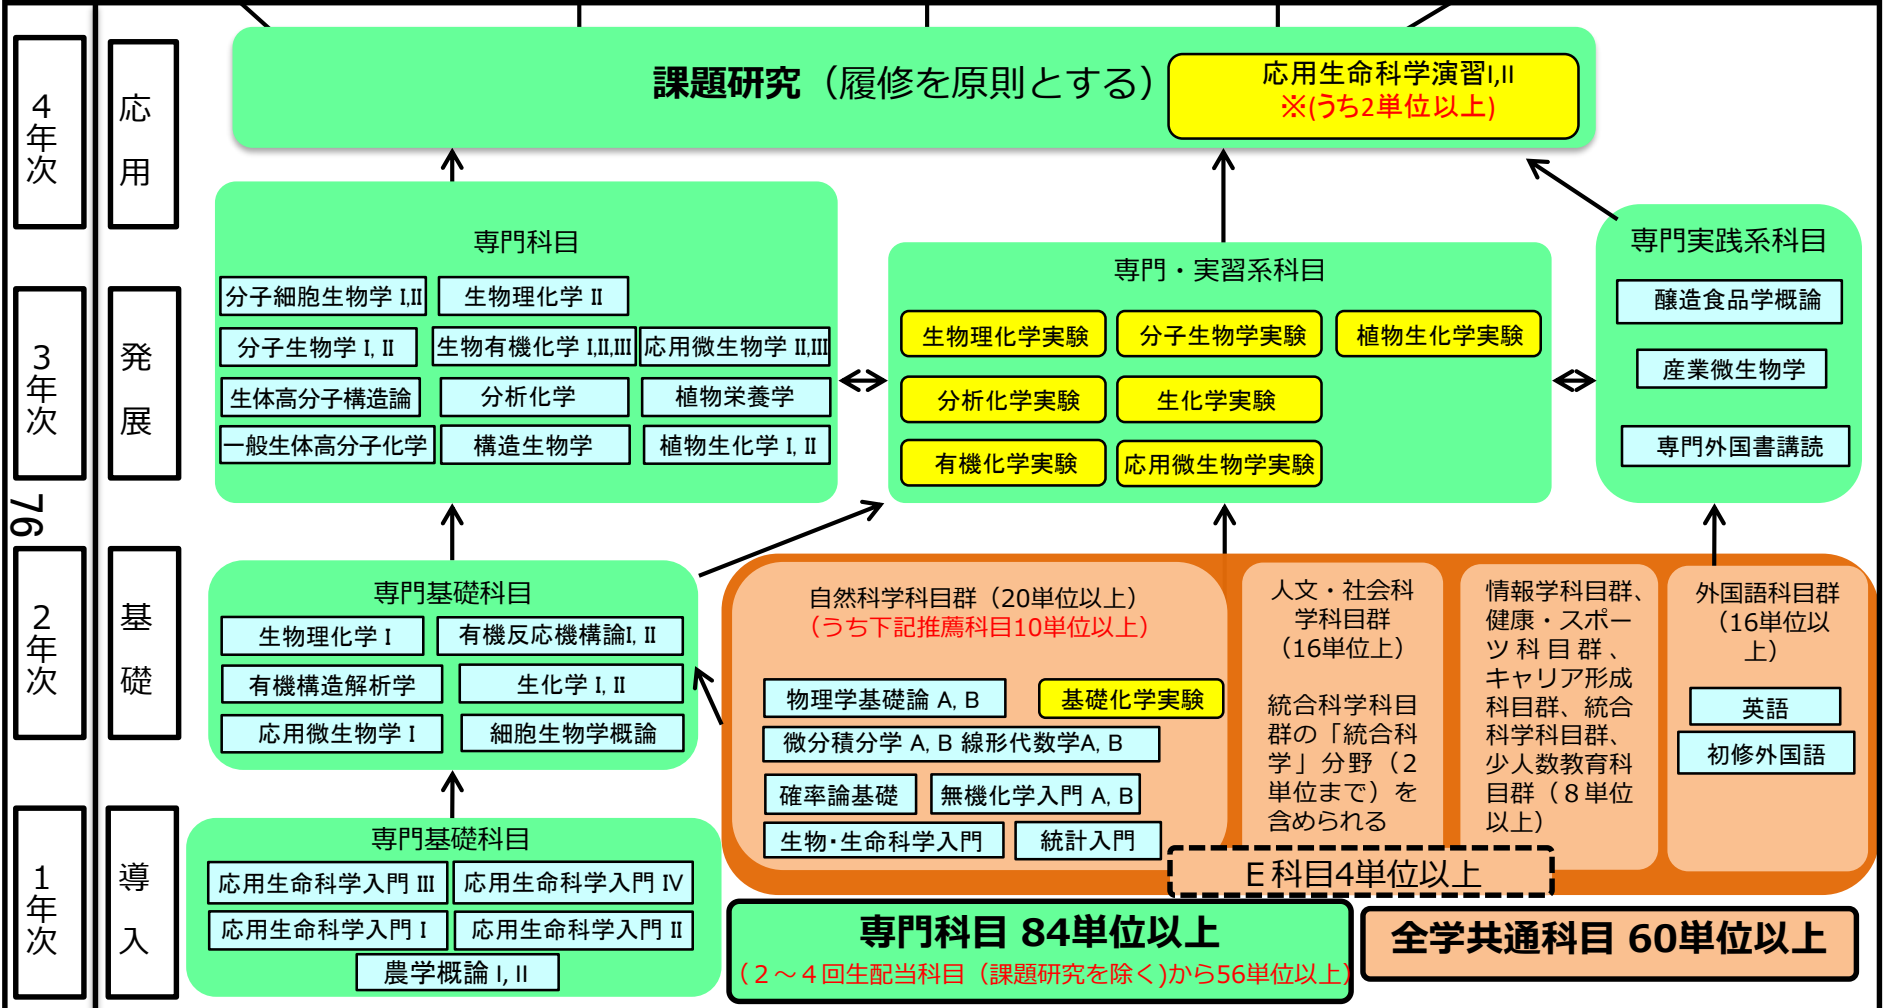 4年次
応用
課題研究（履修を原則とする）
応用生命科学演習I,II
※(うち2単位以上)
専門科目
分子細胞生物学 I,II
生物理化学 II
分子生物学 I, II
生物有機化学 I,II,III
応用微生物学 II,III
生体高分子構造論
分析化学
植物栄養学
一般生体高分子化学
構造生物学
植物生化学 I, II
専門・実習系科目
生物理化学実験
分子生物学実験
植物生化学実験
分析化学実験
生化学実験
有機化学実験
応用微生物学実験
専門実践系科目
醸造食品学概論
産業微生物学
専門外国書講読
3年次
発展
76
2年次
基礎
専門基礎科目
生物理化学 I
有機反応機構論I, II
有機構造解析学
生化学 I, II
応用微生物学 I
細胞生物学概論
自然科学科目群（20単位以上）
（うち下記推薦科目10単位以上）
物理学基礎論 A, B
基礎化学実験
微分積分学 A, B 線形代数学A, B
確率論基礎
無機化学入門 A, B
生物・生命科学入門
統計入門
人文・社会科
学科目群
（16単位上）
統合科学科目
群の「統合科
学」分野（2
単位まで）を
含められる
情報学科目群、
健康・スポー
ツ科目群、
キャリア形成
科目群、統合
科学科目群、
少人数教育科
目群（８単位
以上）
外国語科目群
（16単位以
上）
英語
初修外国語
E科目4単位以上
1年次
導入
専門基礎科目
応用生命科学入門 III
応用生命科学入門 IV
応用生命科学入門 I
応用生命科学入門 II
農学概論 I, II
専門科目 84単位以上
（２～４回生配当科目（課題研究を除く)から56単位以上）
全学共通科目 60単位以上